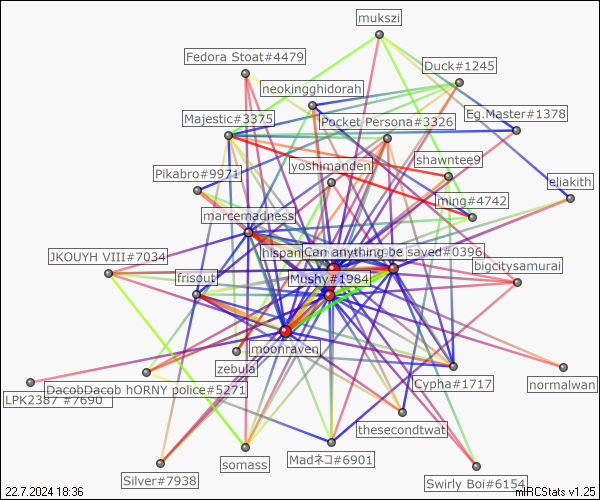 mukszi
Fedora Stoat#4479
Duck#1245
neokingghidorah
Eg.Master#1378
Majestic#3375
Pocket Persona#3326
shawntee9
yoshimanden
Pikabro#9971
eliakith
ming#4742
marcemadness
hispan
Can anything be sayed#0396
JKOUYH VIII#7034
bigcitysamurai
frisout
Mushy#1984
moonraven
zebula
DacobDacob hORNY police#5271
Cypha#1717
normalwan
LPK2387 #7690
thesecondtwat
Madネコ#6901
somass
Silver#7938
Swirly Boi#6154
22.7.2024 18:36
mIRCStats v1.25